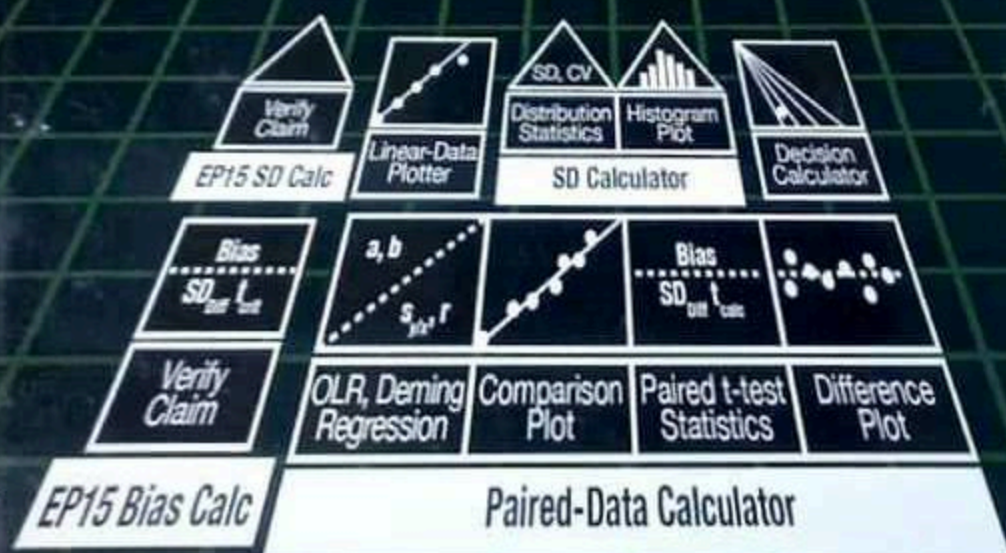 SD, CV
Verify
Claim
Distribution
Statistics
Histogram
Plot
Linear-Data
Plotter
Decision
Calculator
EP15 SD Calc
SD Calculator
Bias
SD
a, b
s y/x, r
Bias
SD Diff t calc
Verify
Claim
OLR, Deming
Regression
Comparison
Plot
Paired t-test
Statistics
Difference
Plot
EP15 Bias Calc
Paired-Data Calculator